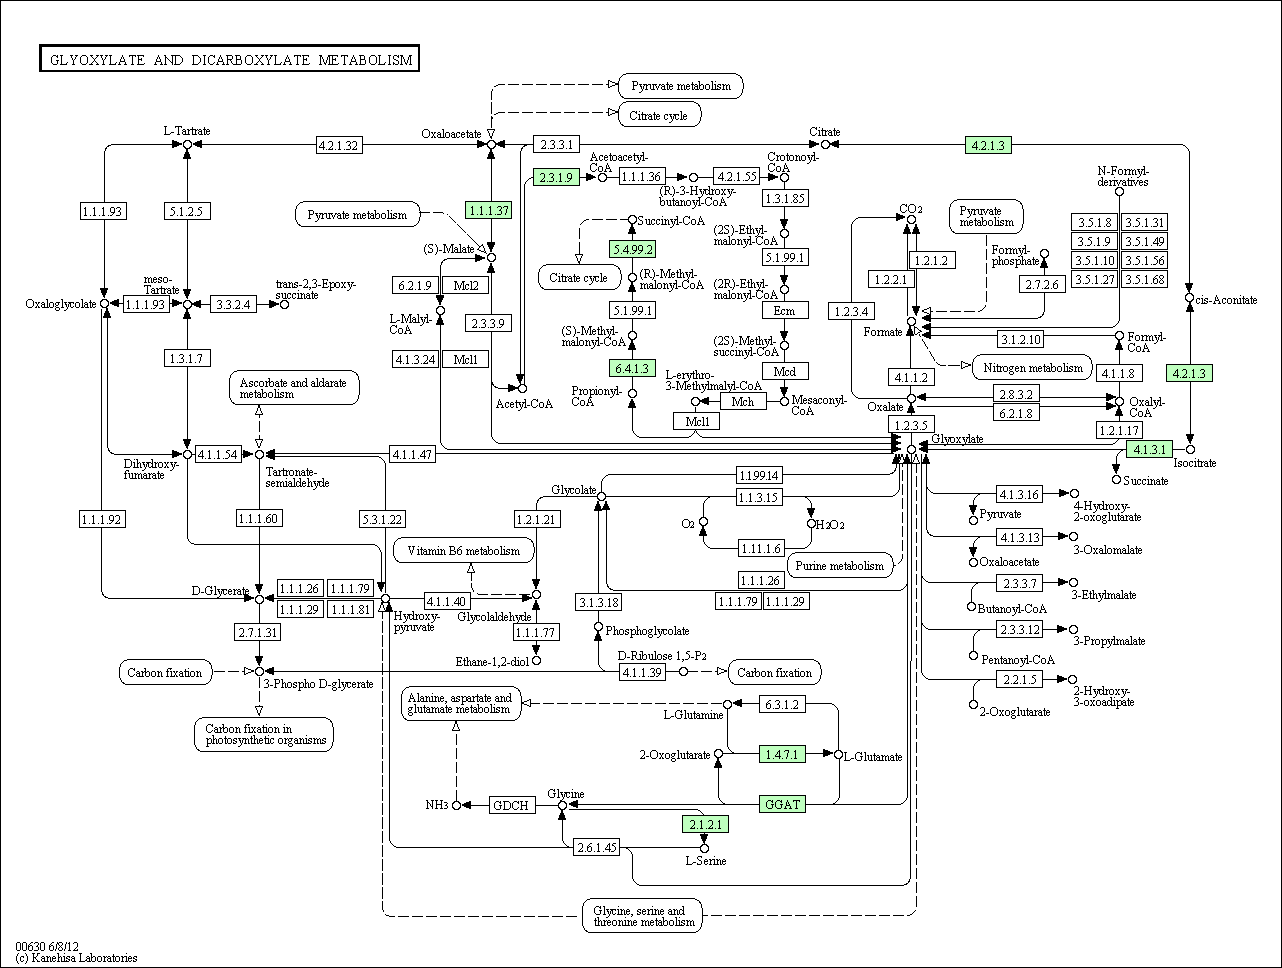 GLYOXYLATE AND DICARBOXYLATE METABOLISM
Pyruvate metabolism
Citrate cycle
L-Tartrate
4.2.1.32
Oxaloacetate
2.3.3.1
Citrate
4.2.1.3
2.3.1.9
Acetoacetyl-
CoA
1.1.1.36
(R)-3-Hydroxy-
butanoyl-CoA
4.2.1.55
Crotonoyl-
CoA
1.3.1.85
N-Formyl-
derivatives
1.1.1.93
5.1.2.5
Pyruvate metabolism
1.1.1.37
Succinyl-CoA
(2S)-Ethyl-
malonyl-CoA
CO2
Pyruvate
metabolism
3.5.1.8
3.5.1.31
3.5.1.9
3.5.1.49
3.5.1.10
3.5.1.56
3.5.1.27
3.5.1.68
(S)-Malate
5.4.99.2
5.1.99.1
1.2.1.2
1.2.2.1
Formyl-
phosphate
2.7.2.6
Citrate cycle
(R)-Methyl-
malonyl-CoA
(2R)-Ethyl-
malonyl-CoA
meso-
Tartrate
trans-2,3-Epoxy-
succinate
6.2.1.9
Mcl2
Oxaloglycolate
1.1.1.93
3.3.2.4
L-Malyl-
CoA
2.3.3.9
5.1.99.1
Ecm
1.2.3.4
cis-Aconitate
(S)-Methyl-
malonyl-CoA
(2S)-Methyl-
succinyl-CoA
Formate
3.1.2.10
Formyl-
CoA
1.3.1.7
4.1.3.24
Mcl1
6.4.1.3
Mcd
Nitrogen metabolism
4.1.1.2
4.1.1.8
4.2.1.3
Ascorbate and aldarate
metabolism
Acetyl-CoA
Propionyl-
CoA
L-erythro-
3-Methylmalyl-CoA
Mch
Mesaconyl-
CoA
Mcl1
Oxalate
2.8.3.2
6.2.1.8
Oxalyl-
CoA
1.2.3.5
1.2.1.17
Glyoxylate
4.1.3.1
Isocitrate
Succinate
Dihydroxy-
fumarate
4.1.1.54
Tartronate-
semialdehyde
4.1.1.47
1.199.14
Glycolate
1.1.3.15
4.1.3.16
4-Hydroxy-
2-oxoglutarate
Pyruvate
1.1.1.92
1.1.1.60
5.3.1.22
1.2.1.21
O2
H2O2
1.11.1.6
4.1.3.13
3-Oxalomalate
Oxaloacetate
Vitamin B6 metabolism
Purine metabolism
2.3.3.7
3-Ethylmalate
Butanoyl-CoA
D-Glycerate
1.1.1.26
1.1.1.79
1.1.1.29
1.1.1.81
Hydroxy-
pyruvate
4.1.1.40
Glycolaldehyde
1.1.1.26
1.1.1.79
1.1.1.29
3.1.3.18
2.3.3.12
3-Propylmalate
Pentanoyl-CoA
2.7.1.31
1.1.1.77
Phosphoglycolate
Ethane-1,2-diol
D-Ribulose 1,5-P2
4.1.1.39
Carbon fixation
Carbon fixation
3-Phospho D-glycerate
2.2.1.5
2-Hydroxy-
3-oxoadipate
2-Oxoglutarate
Carbon fixation in
photosynthetic organisms
Alanine, aspartate and
glutamate metabolism
L-Glutamine
6.3.1.2
2-Oxoglutarate
1.4.7.1
L-Glutamate
NH3
GDCH
Glycine
GGAT
2.1.2.1
2.6.1.45
L-Serine
Glycine, serine and
threonine metabolism
00630 6/8/12
(c) Kanehisa Laboratories